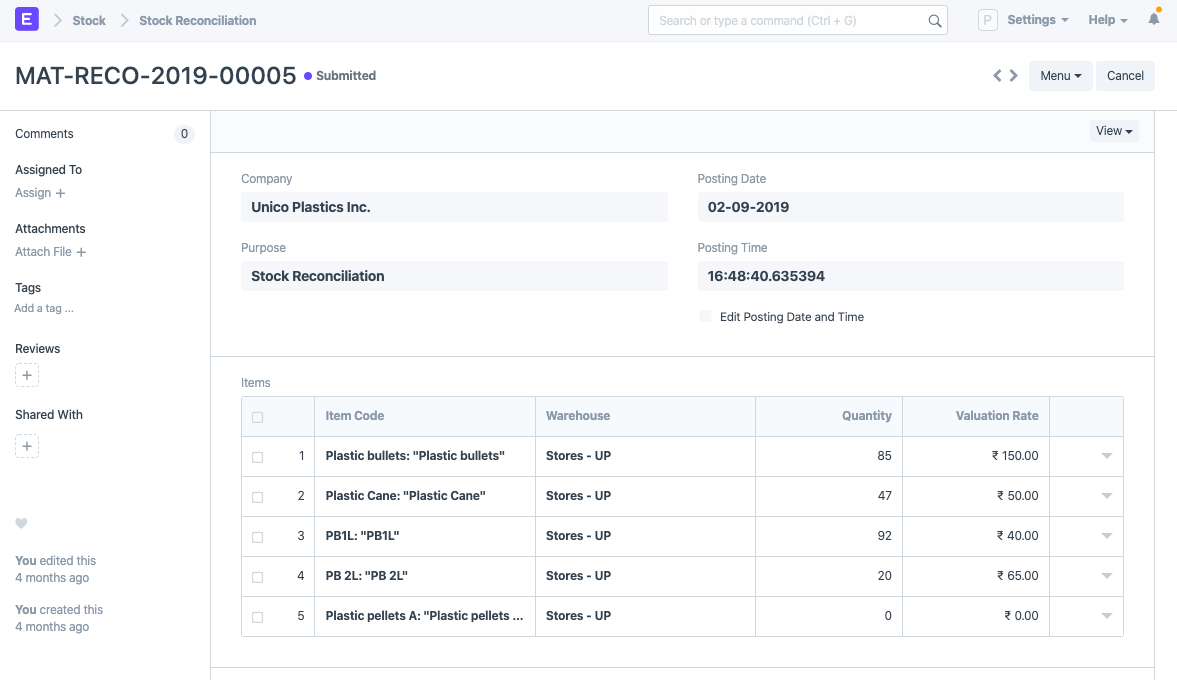 E Stock Stock Reconciliation Search or type a command (Ctrl + G) P Settings Help
MAT-RECO-2019-00005 Submitted Menu Cancel
Comments 0
Assigned To
Assign +
Attachments
Attach File +
Tags
Add a tag ...
Reviews
+
Shared With
+
You edited this
4 months ago
You created this
4 months ago
View
Company
Unico Plastics Inc.
Posting Date
02-09-2019
Purpose
Stock Reconciliation
Posting Time
16:48:40.635394
Edit Posting Date and Time
Items
Item Code Warehouse Quantity Valuation Rate
1 Plastic bullets: "Plastic bullets" Stores - UP 85 ₹ 150.00
2 Plastic Cane: "Plastic Cane" Stores - UP 47 ₹ 50.00
3 PB1L: "PB1L" Stores - UP 92 ₹ 40.00
4 PB 2L: "PB 2L" Stores - UP 20 ₹ 65.00
5 Plastic pellets A: "Plastic pellets ... Stores - UP 0 ₹ 0.00